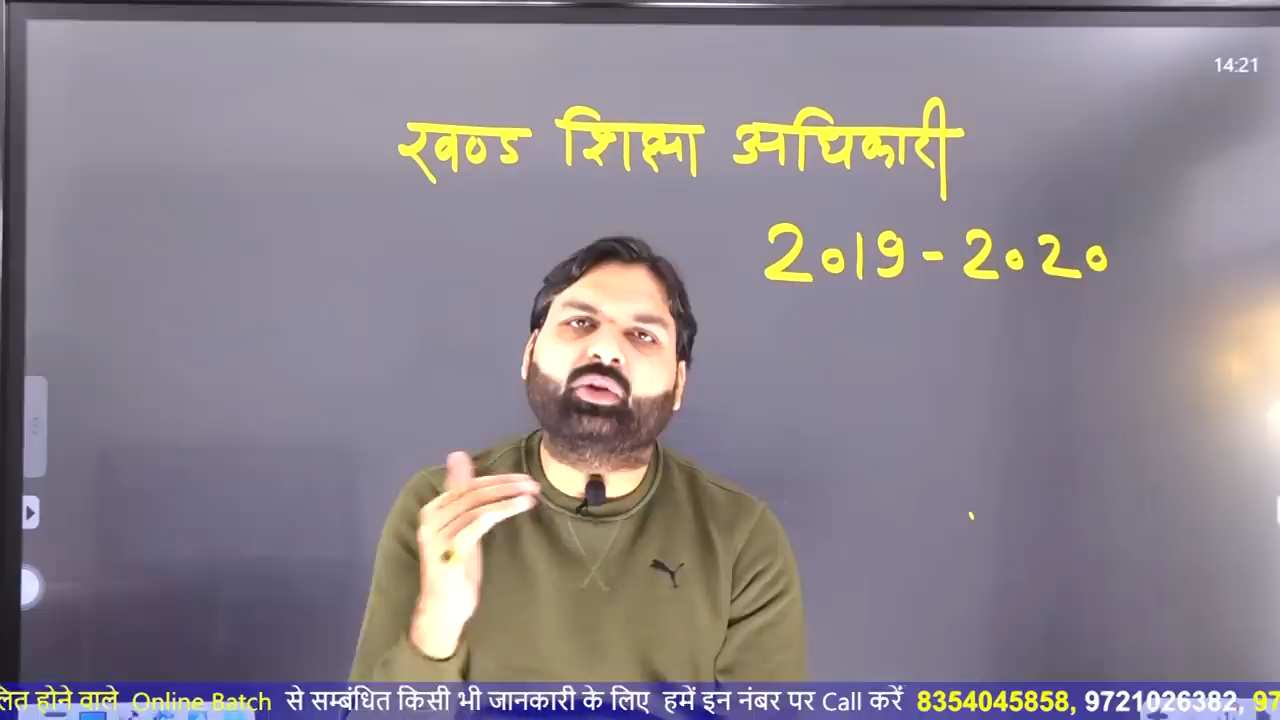 14:21
खण्ड शिक्षा अधिकारी
2019-2020
होने वाले Online Batch से सम्बंधित किसी भी जानकारी के लिए हमें इन नंबर पर Call करें 8354045858, 9721026382,